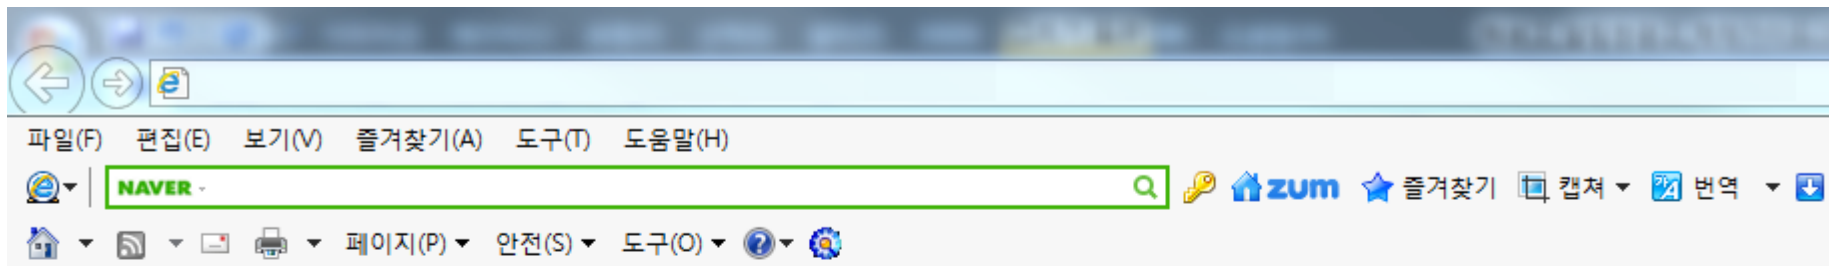 파일(F) 편집(E) 보기(V) 즐겨찾기(A) 도구(T) 도움말(H)
NAVER zum 즐겨찾기 캡쳐 번역
페이지(P) 안전(S) 도구(O)